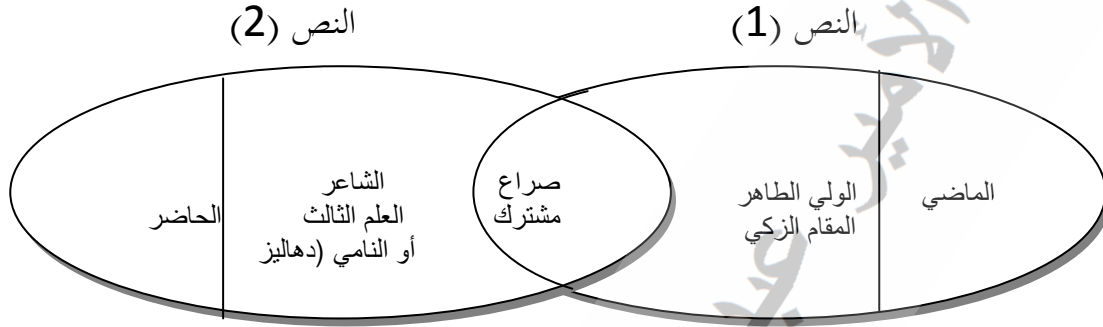 النص (1)
النص (2)
الماضي
الولي الطاهر
المقام الزكي
صراع
مشترك
الشاعر
العلم الثالث
أو النامي (دهاليز
الحاضر